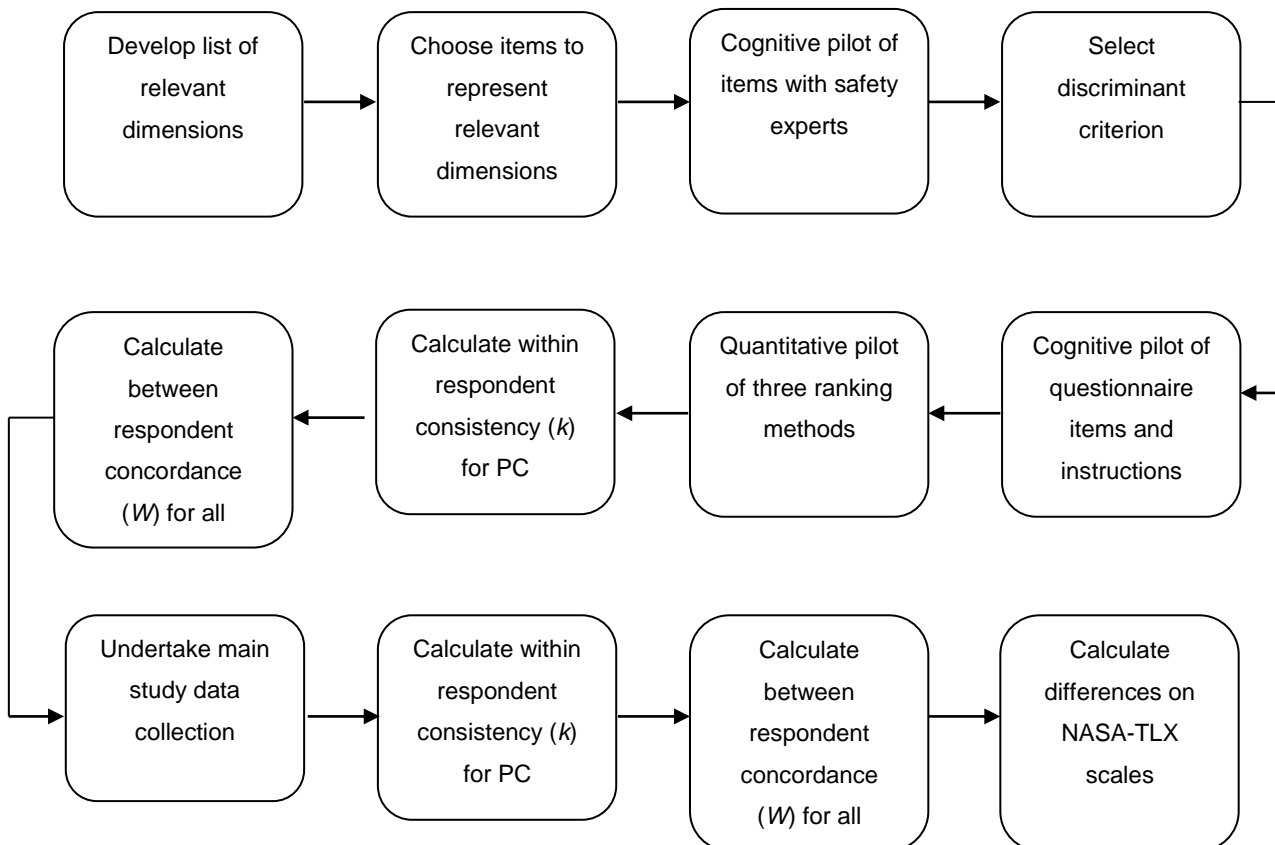 Develop list of
relevant
dimensions
Choose items to
represent
relevant
dimensions
Cognitive pilot of
items with safety
experts
Select
discriminant
criterion
Calculate
between
respondent
concordance
(W) for all
Calculate within
respondent
consistency (k)
for PC
Quantitative pilot
of three ranking
methods
Cognitive pilot of
questionnaire
items and
instructions
Undertake main
study data
collection
Calculate within
respondent
consistency (k)
for PC
Calculate
between
respondent
concordance
(W) for all
Calculate
differences on
NASA-TLX
scales